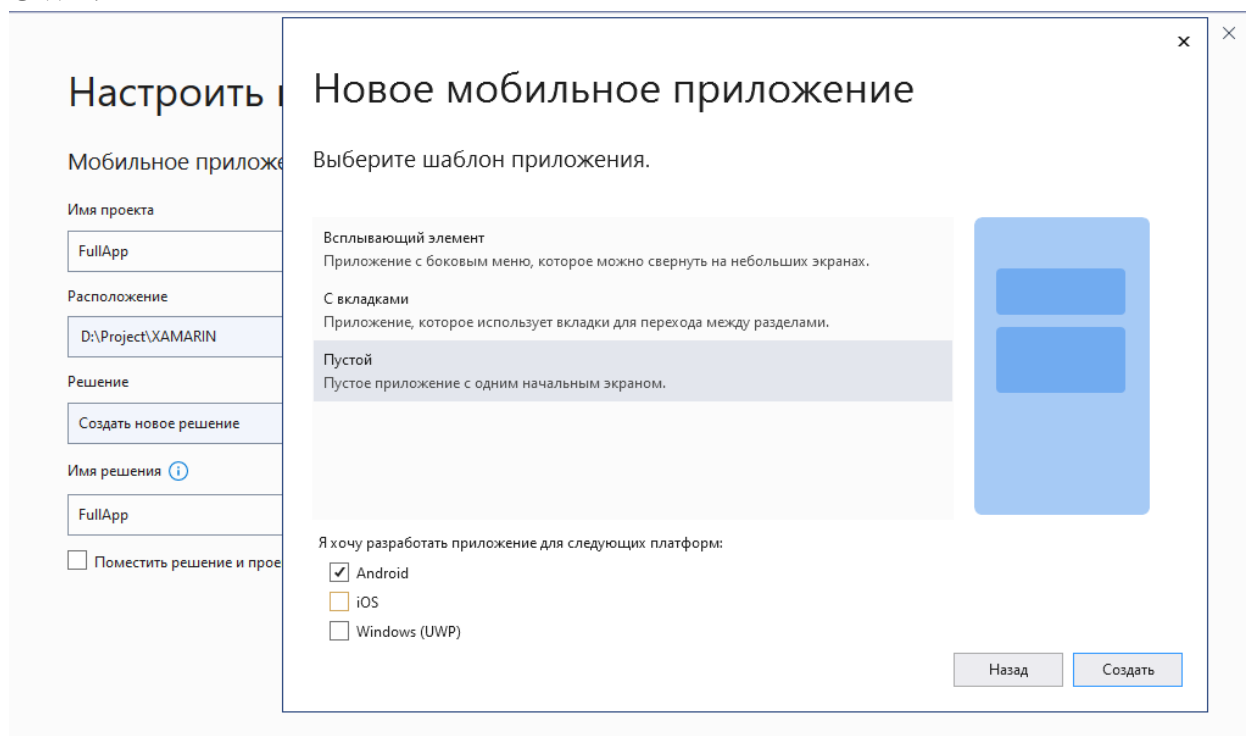 Настроить
Мобильное приложе
Имя проекта
FullApp
Расположение
D:\Project\XAMARIN
Решение
Создать новое решение
Имя решения
FullApp
Поместить решение и прое
Новое мобильное приложение
Выберите шаблон приложения.
Всплывающий элемент
Приложение с боковым меню, которое можно свернуть на небольших экранах.
С вкладками
Приложение, которое использует вкладки для перехода между разделами.
Пустой
Пустое приложение с одним начальным экраном.
Я хочу разработать приложение для следующих платформ:
Android
iOS
Windows (UWP)
Назад
Создать